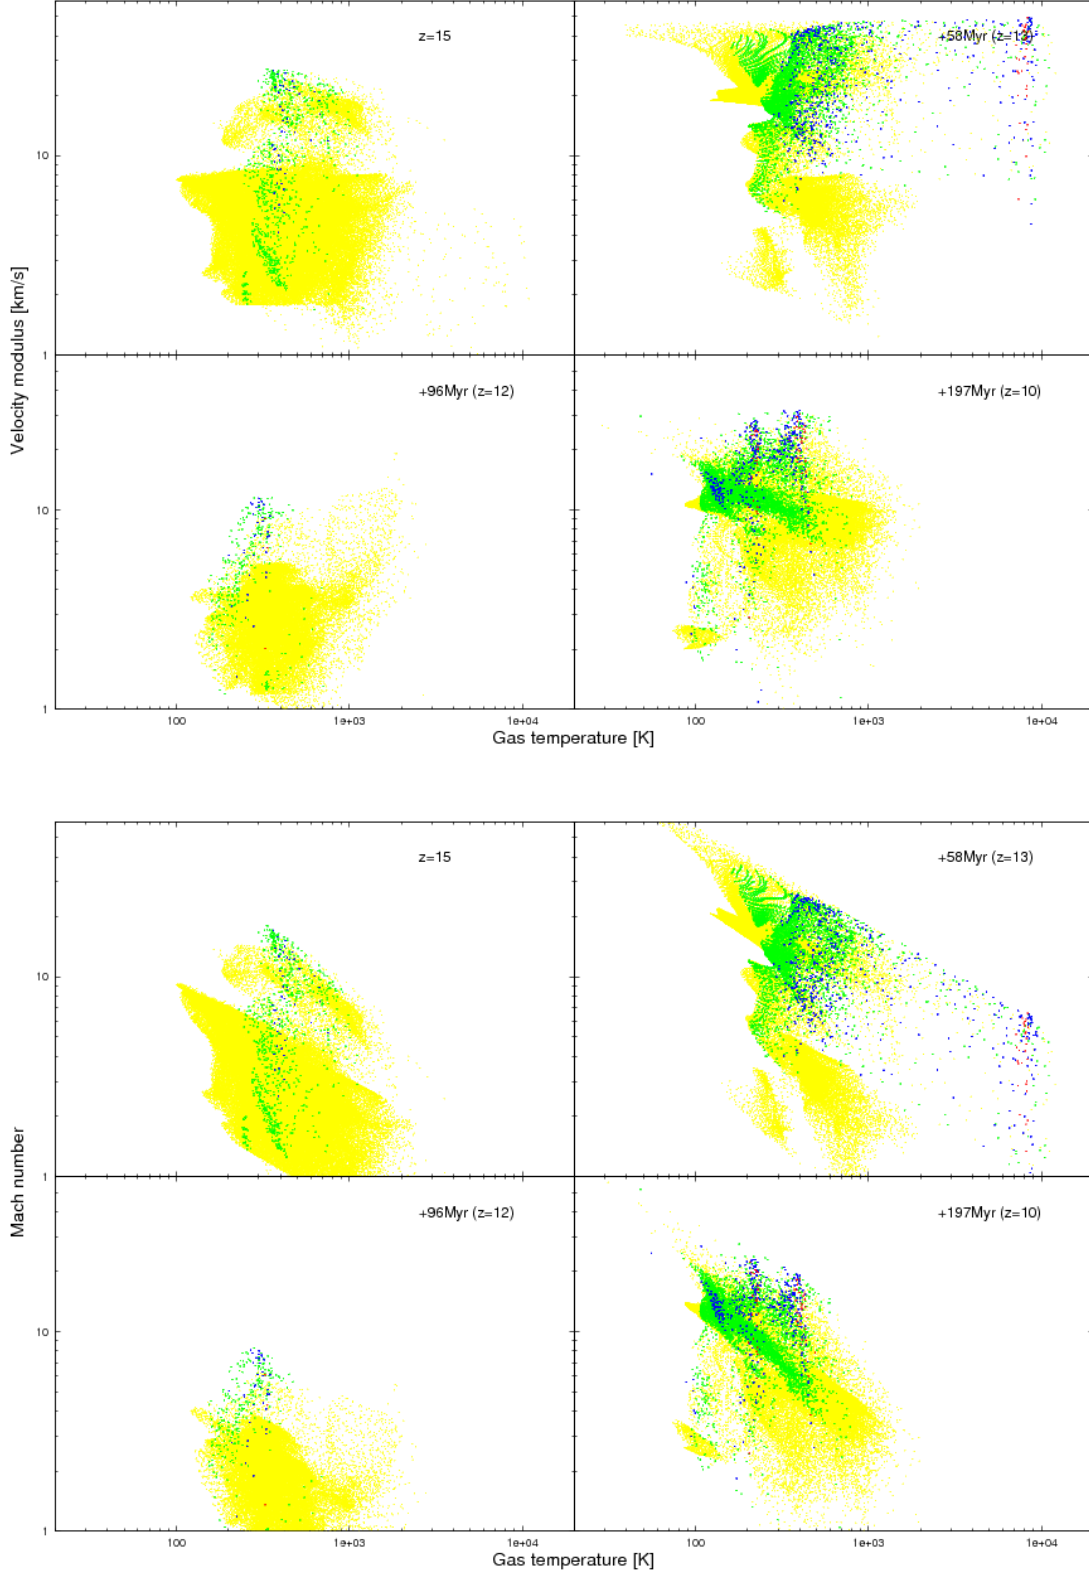 z=15
+58Myr (z=13)
10
1
Velocity modulus [km/s]
+96Myr (z=12)
+197Myr (z=10)
10
1
100
1e+03
1e+04
100
1e+03
1e+04
Gas temperature [K]
z=15
+58Myr (z=13)
10
1
Mach number
+96Myr (z=12)
+197Myr (z=10)
10
1
100
1e+03
1e+04
100
1e+03
1e+04
Gas temperature [K]